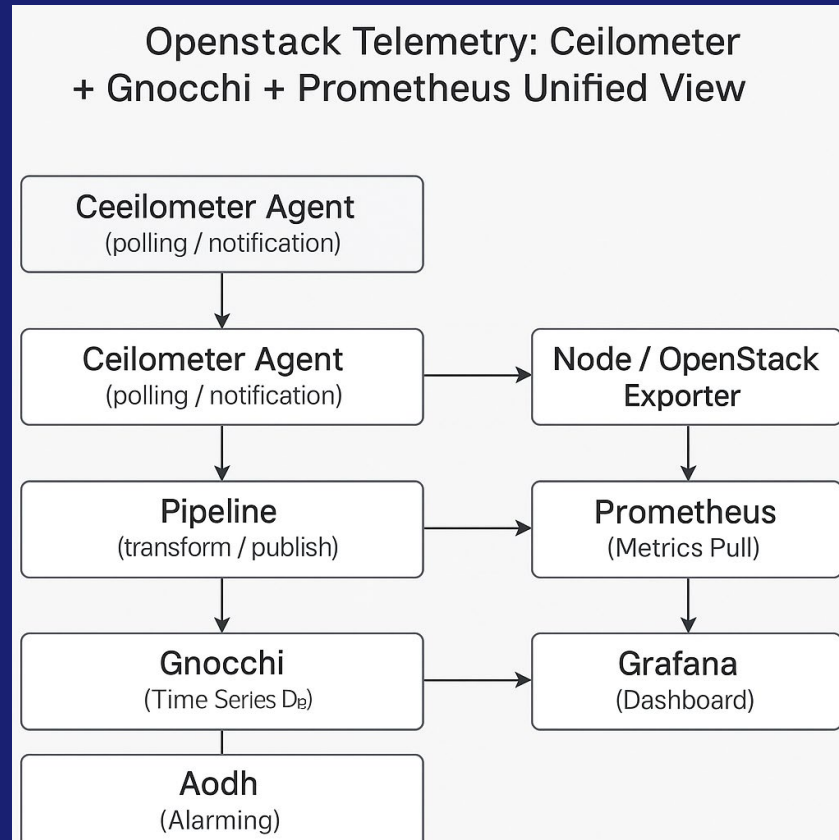 Openstack Telemetry: Ceilometer
+ Gnocchi + Prometheus Unified View
Ceeilometer Agent
(polling / notification)
Ceilometer Agent
(polling / notification)
Node / OpenStack
Exporter
Pipeline
(transform / publish)
Prometheus
(Metrics Pull)
Gnocchi
(Time Series DB)
Grafana
(Dashboard)
Aodh
(Alarming)